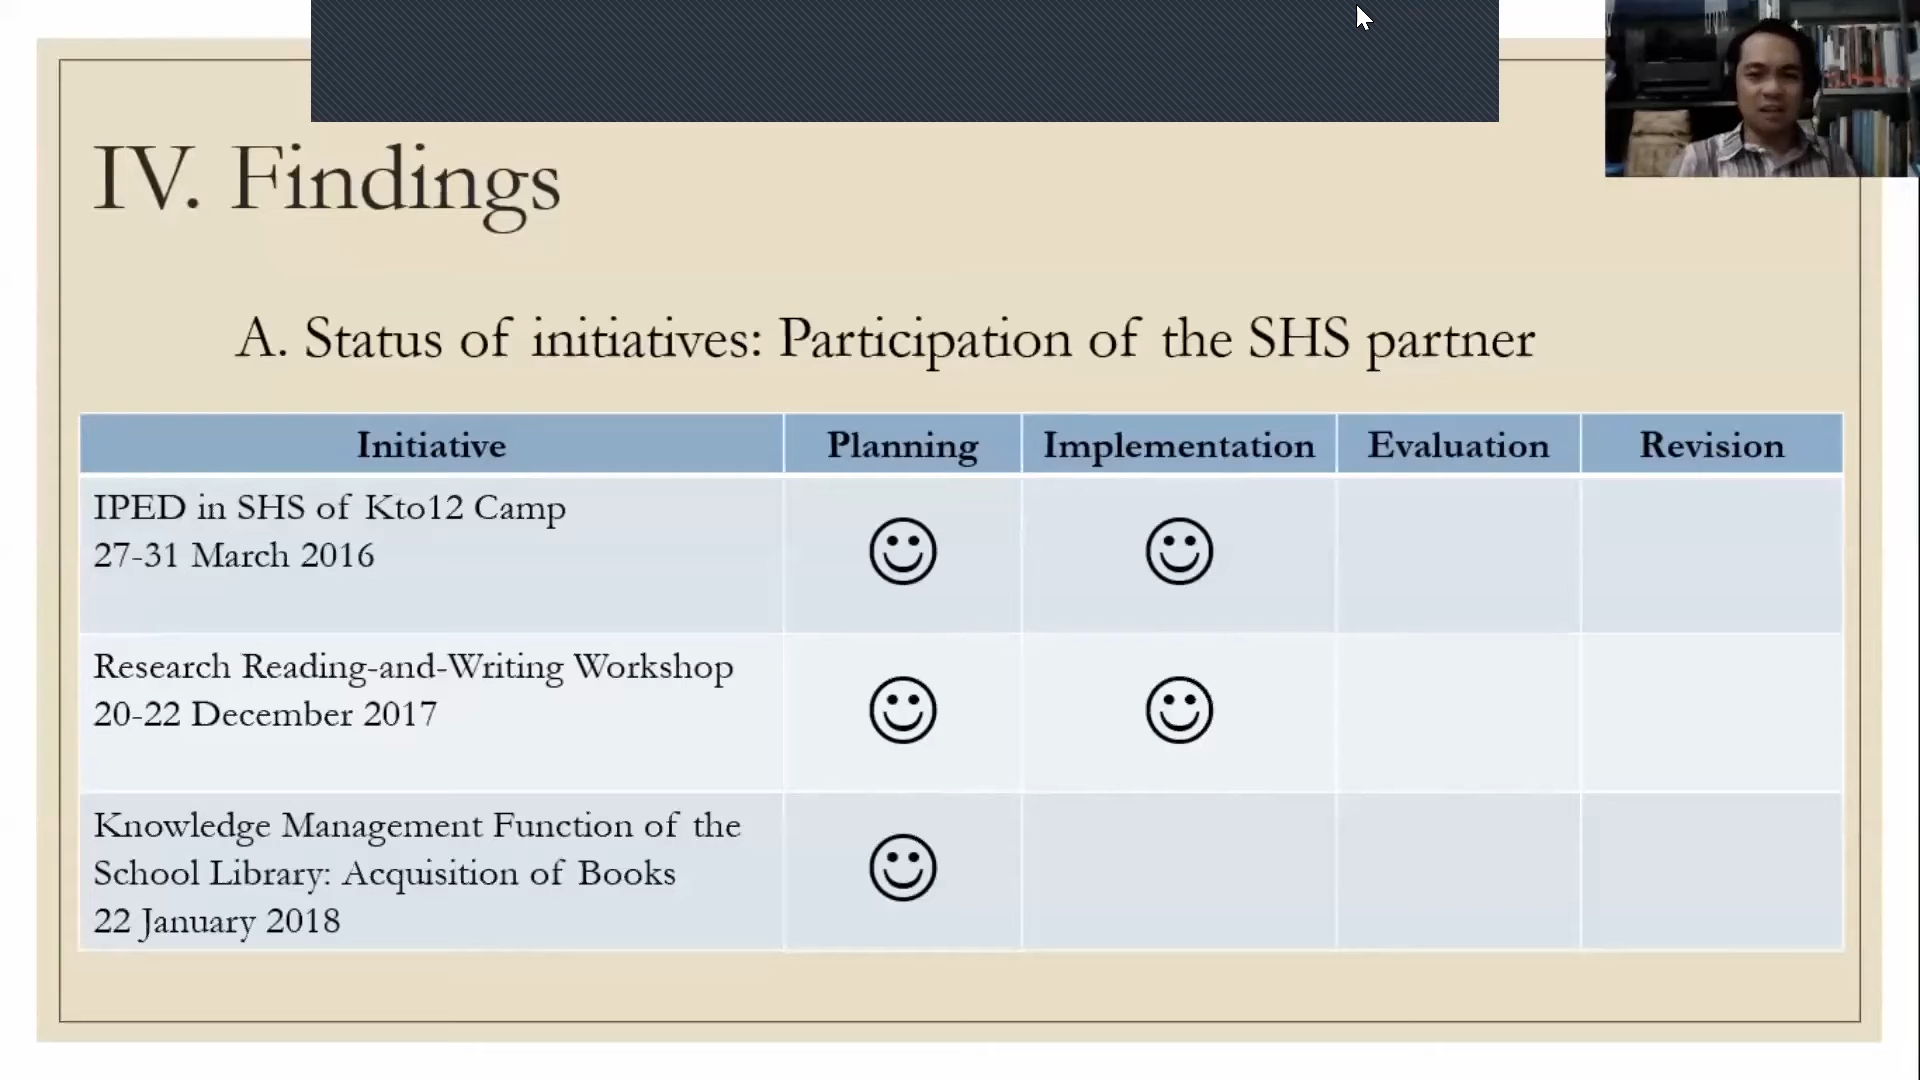 IV. Findings
A. Status of initiatives: Participation of the SHS partner
Initiative Planning Implementation Evaluation Revision
IPED in SHS of Kto12 Camp
27-31 March 2016
Research Reading-and-Writing Workshop
20-22 December 2017
Knowledge Management Function of the
School Library: Acquisition of Books
22 January 2018